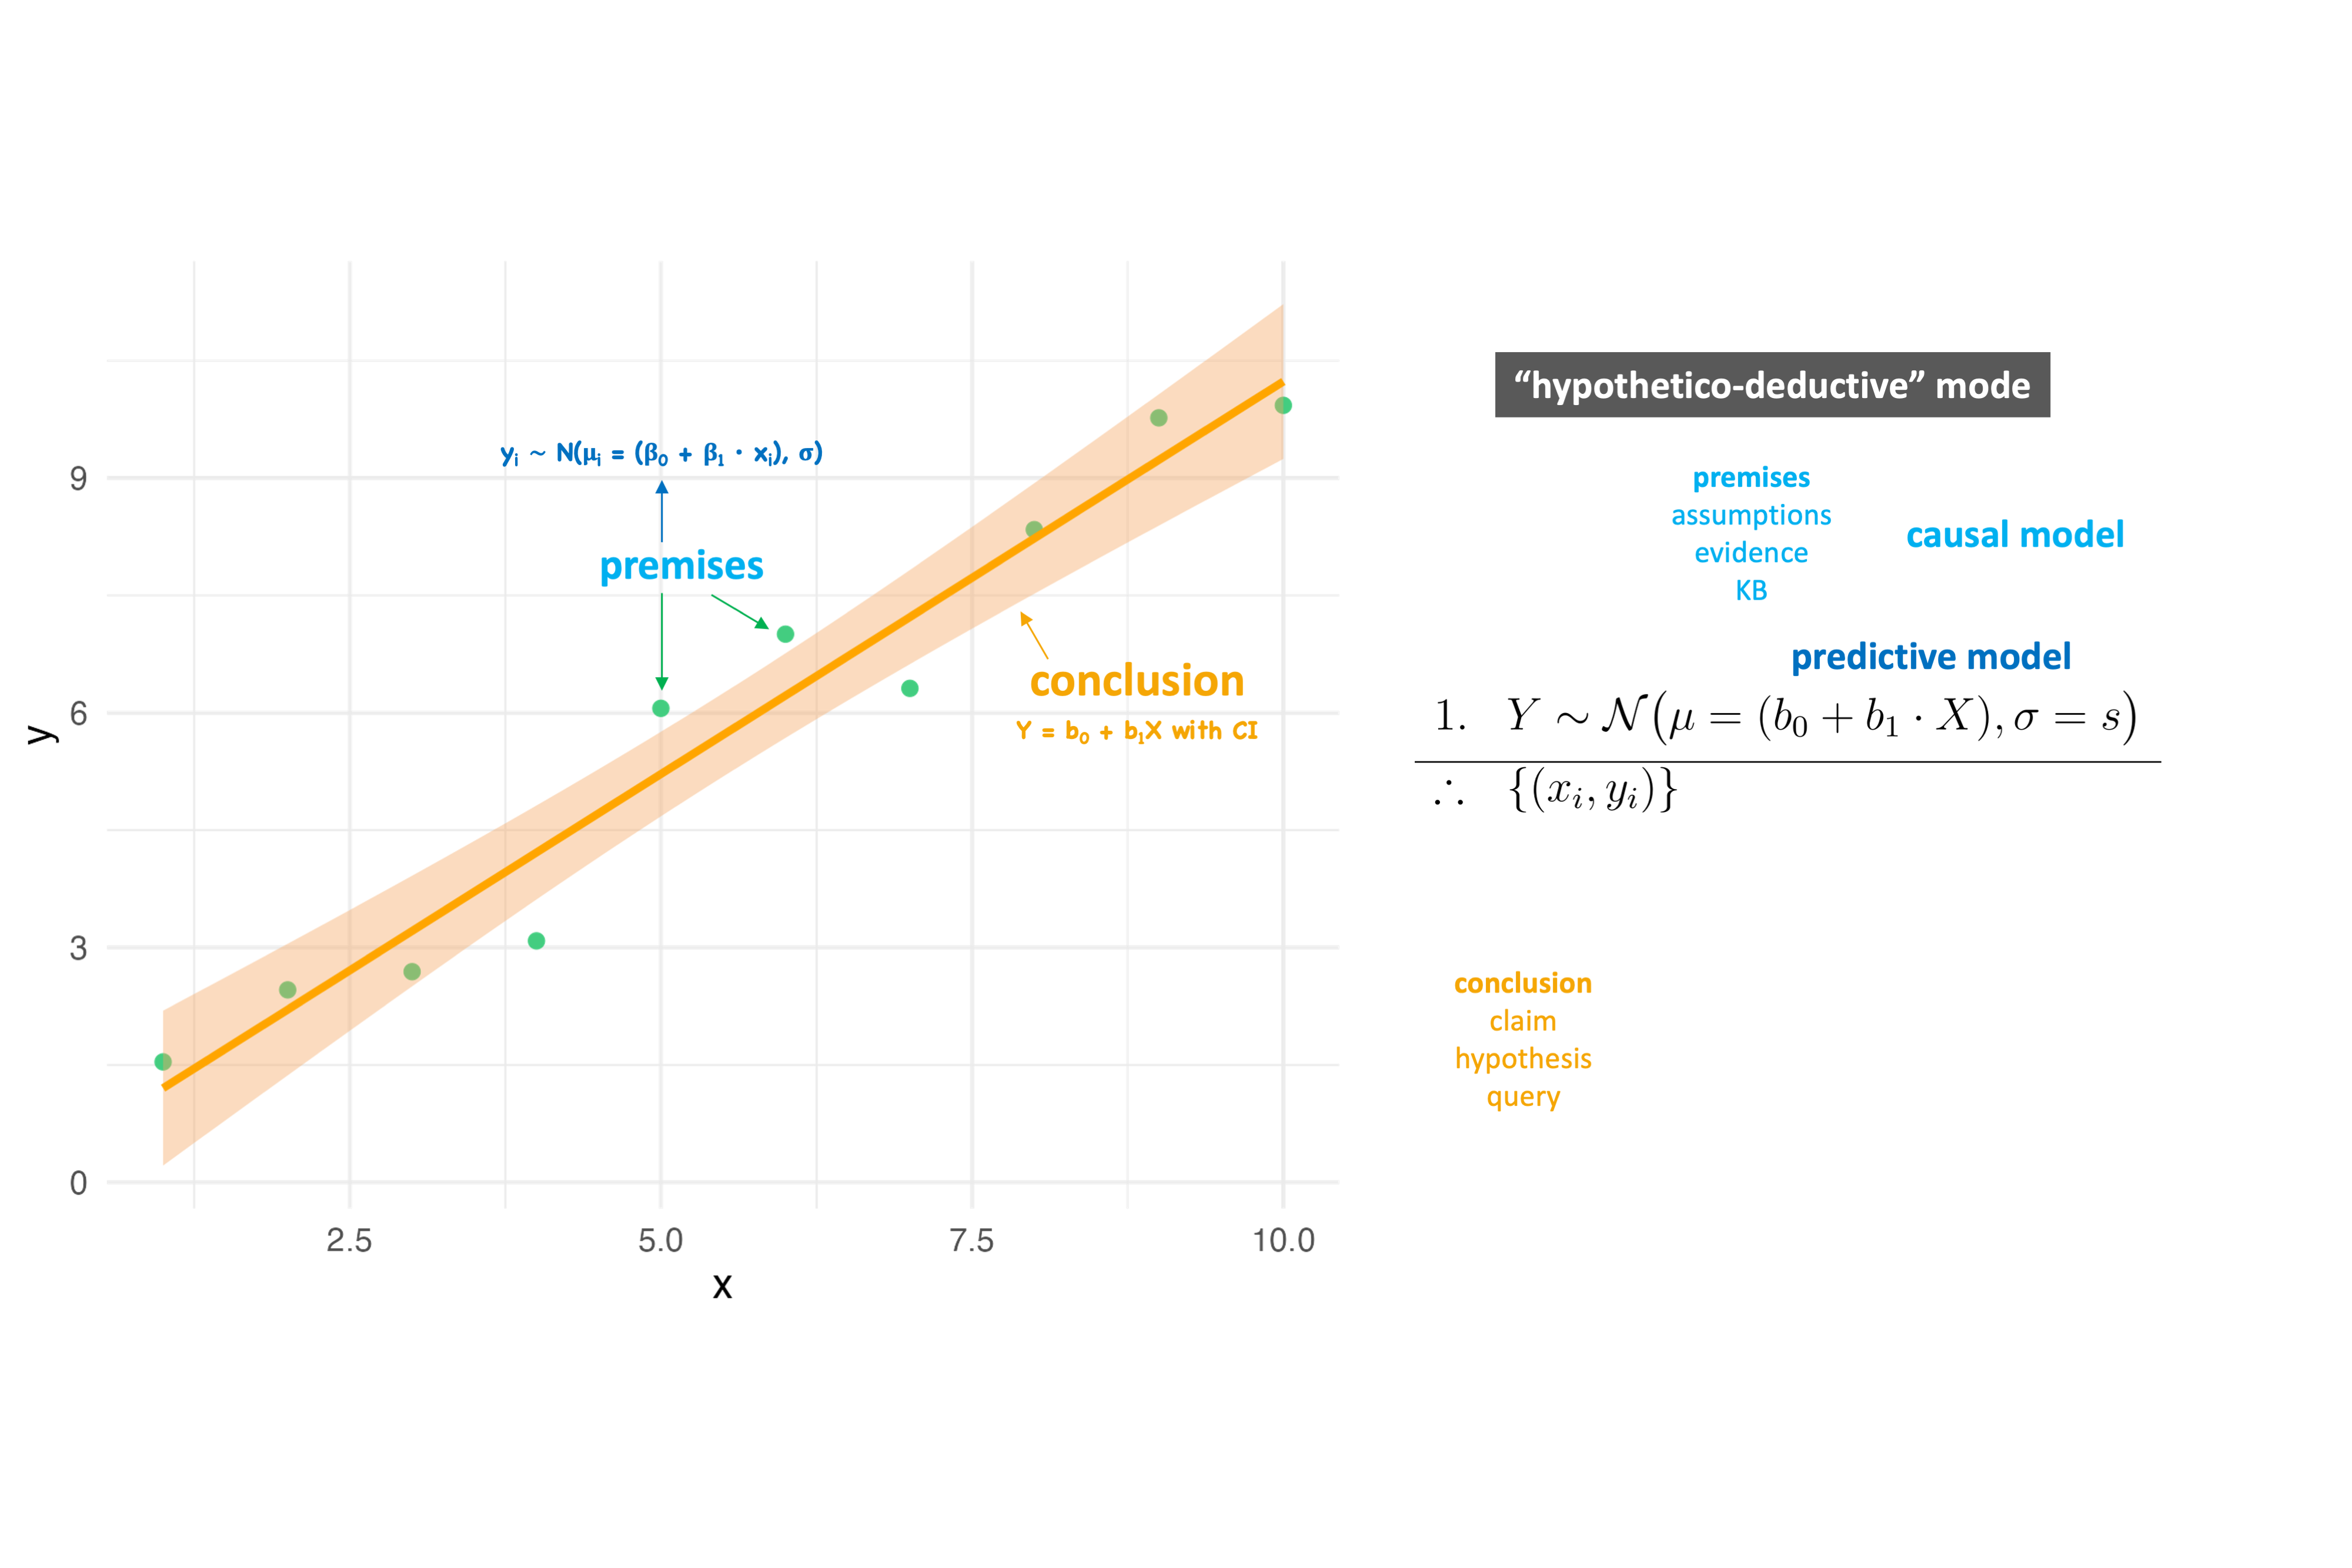 yᵢ ~ N(μᵢ = (β₀ + β₁ · xᵢ), σ)
premises
conclusion
Y = b₀ + b₁X with CI
9
6
3
0
y
2.5 5.0 7.5 10.0
x
“hypothetico-deductive” mode
premises
assumptions
evidence
KB
causal model
predictive model
1. Y ∼ 𝒩(μ = (b₀ + b₁ · X), σ = s)
∴ {(xᵢ, yᵢ)}
conclusion
claim
hypothesis
query